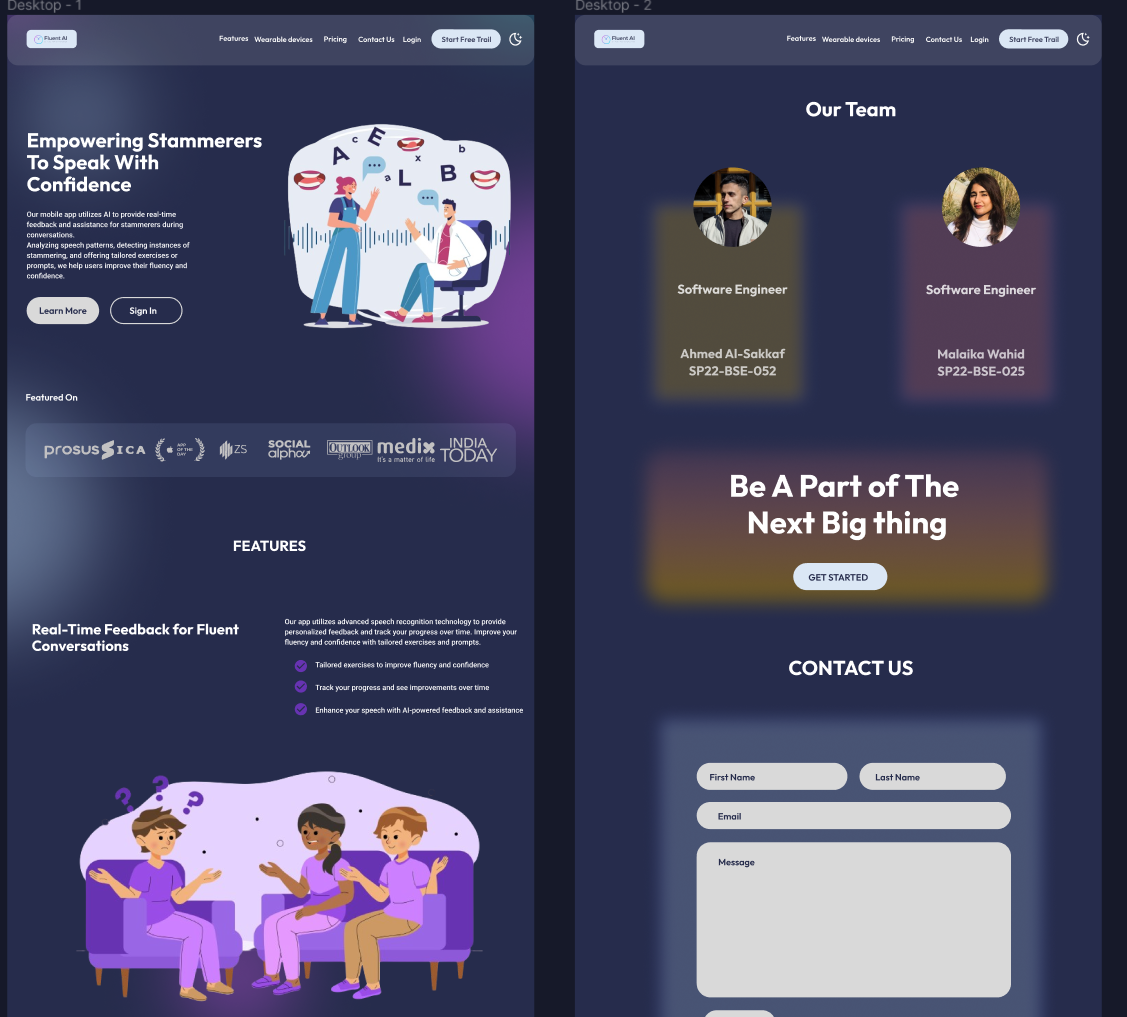 Desktop - 1
Fluent AI
Features Wearable devices Pricing Contact Us Login Start Free Trail
Empowering Stammerers
To Speak With
Confidence
Our mobile app utilizes AI to provide real-time
feedback and assistance for stammerers during
conversations.
Analyzing speech patterns, detecting instances of
stammering, and offering tailored exercises or
prompts, we help users improve their fluency and
confidence.
Learn More Sign In
A c E x b a L B
Featured On
prosus SICA APP OF THE DAY ZS SOCIAL alpha OUTLOOK group medix It's a matter of life INDIA TODAY
FEATURES
Real-Time Feedback for Fluent
Conversations
Our app utilizes advanced speech recognition technology to provide
personalized feedback and track your progress over time. Improve your
fluency and confidence with tailored exercises and prompts.
Tailored exercises to improve fluency and confidence
Track your progress and see improvements over time
Enhance your speech with AI-powered feedback and assistance
? ? ?
Desktop - 2
Fluent AI
Features Wearable devices Pricing Contact Us Login Start Free Trail
Our Team
Software Engineer
Ahmed Al-Sakkaf
SP22-BSE-052
Software Engineer
Malaika Wahid
SP22-BSE-025
Be A Part of The
Next Big thing
GET STARTED
CONTACT US
First Name Last Name
Email
Message